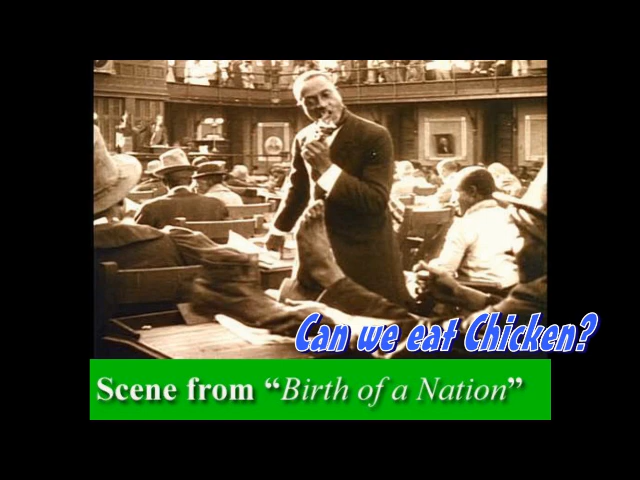 Can we eat Chicken?
Scene from “Birth of a Nation”